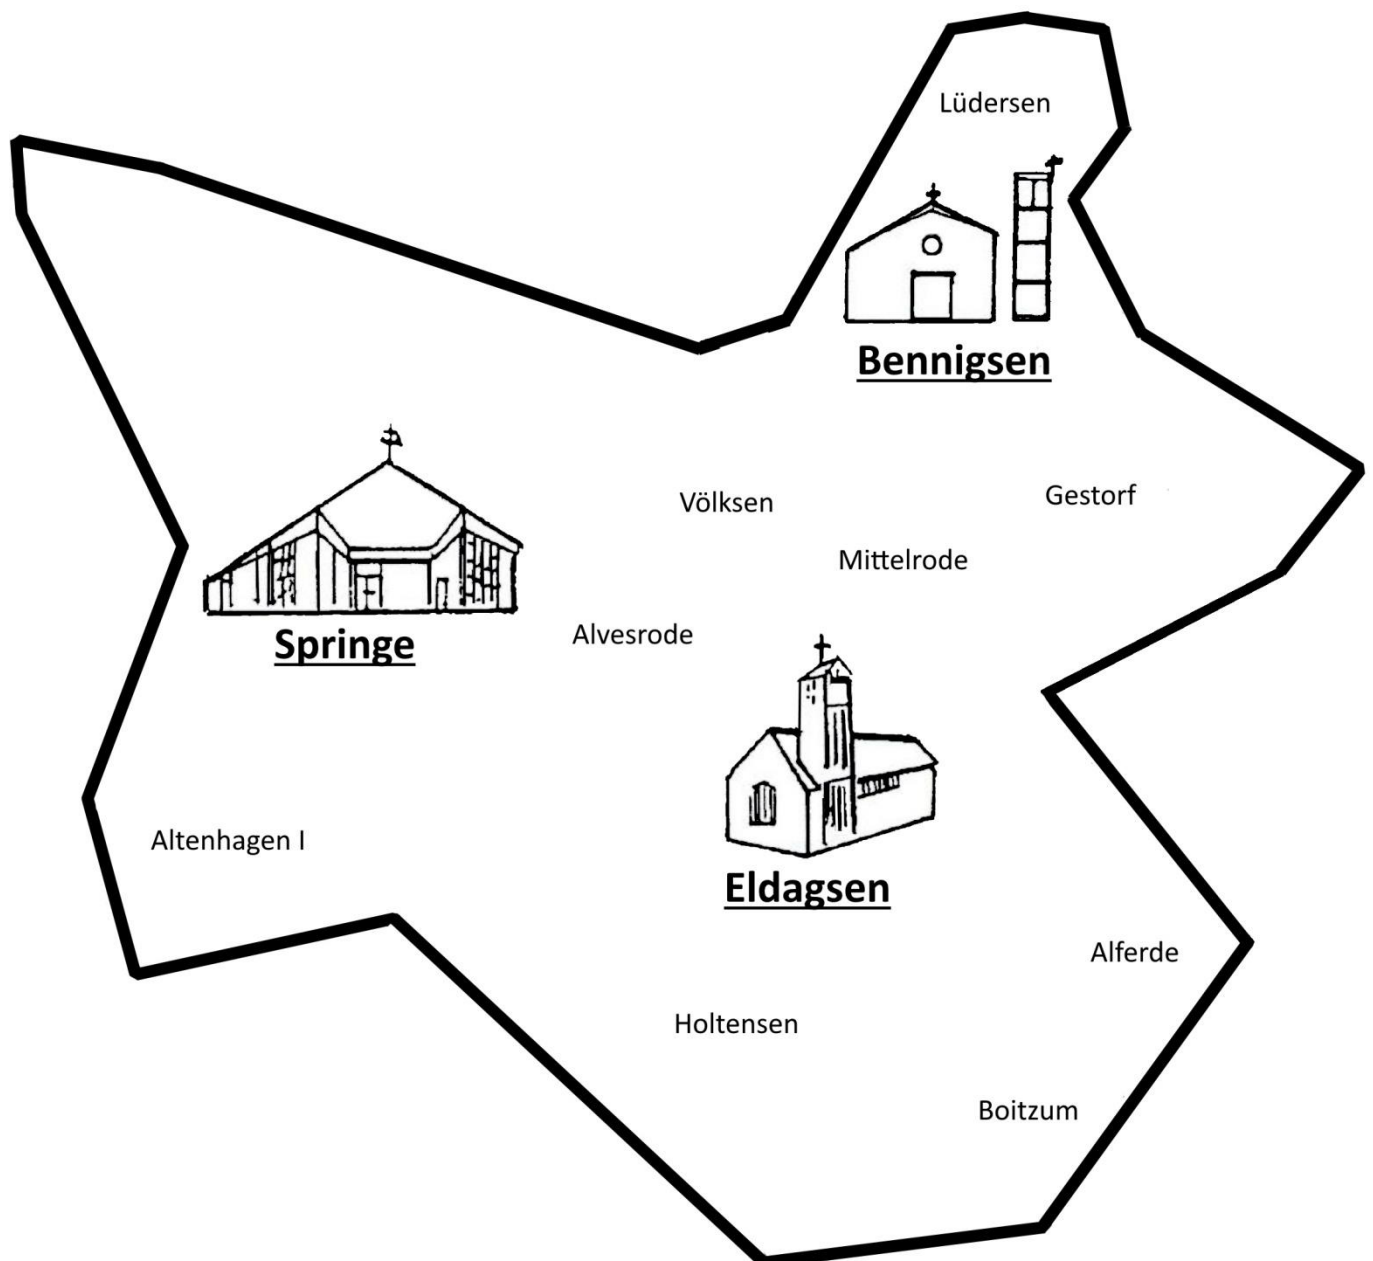 Lüdersen
Bennigsen
Völksen
Gestorf
Mittelrode
Alvesrode
Springe
Altenhagen I
Eldagsen
Alferde
Holtensen
Boitzum